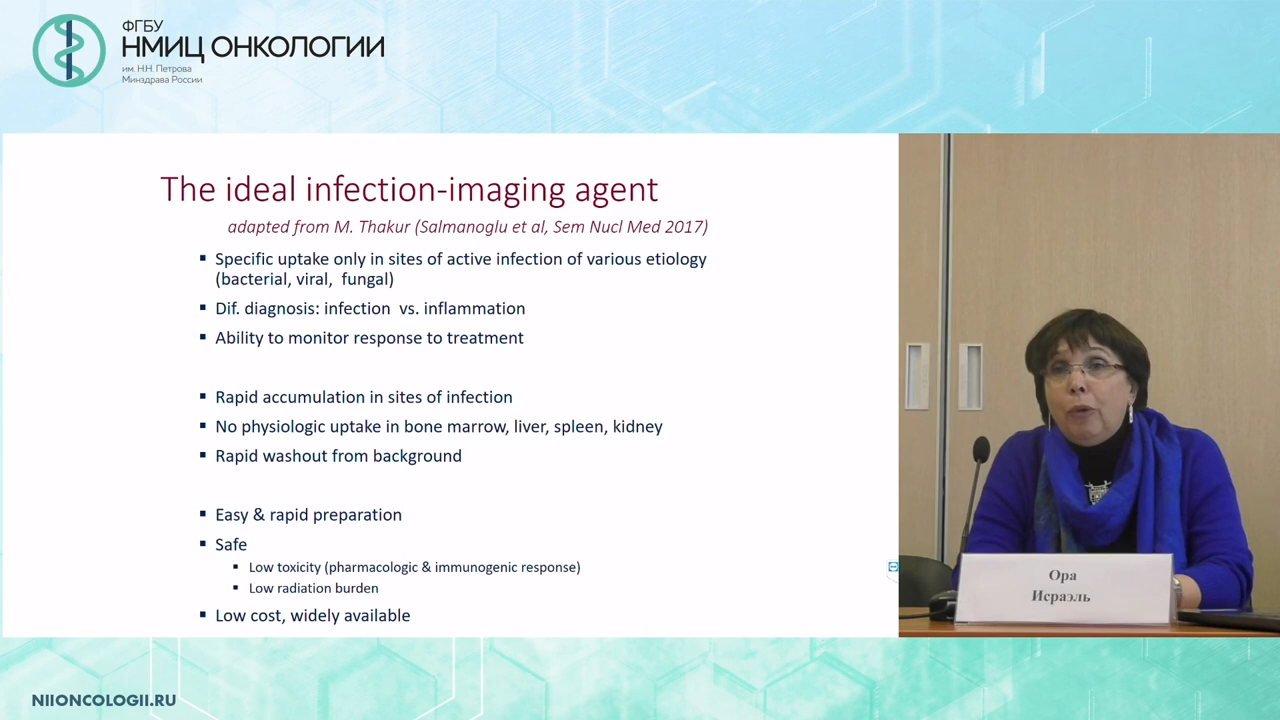 ФГБУ
НМИЦ ОНКОЛОГИИ
им. Н.Н. Петрова
Минздрава России
The ideal infection-imaging agent
adapted from M. Thakur (Salmanoglu et al, Sem Nucl Med 2017)
▪ Specific uptake only in sites of active infection of various etiology
(bacterial, viral, fungal)
▪ Dif. diagnosis: infection vs. inflammation
▪ Ability to monitor response to treatment
▪ Rapid accumulation in sites of infection
▪ No physiologic uptake in bone marrow, liver, spleen, kidney
▪ Rapid washout from background
▪ Easy & rapid preparation
▪ Safe
▪ Low toxicity (pharmacologic & immunogenic response)
▪ Low radiation burden
▪ Low cost, widely available
Ора
Исраэль
NIIONCOLOGII.RU